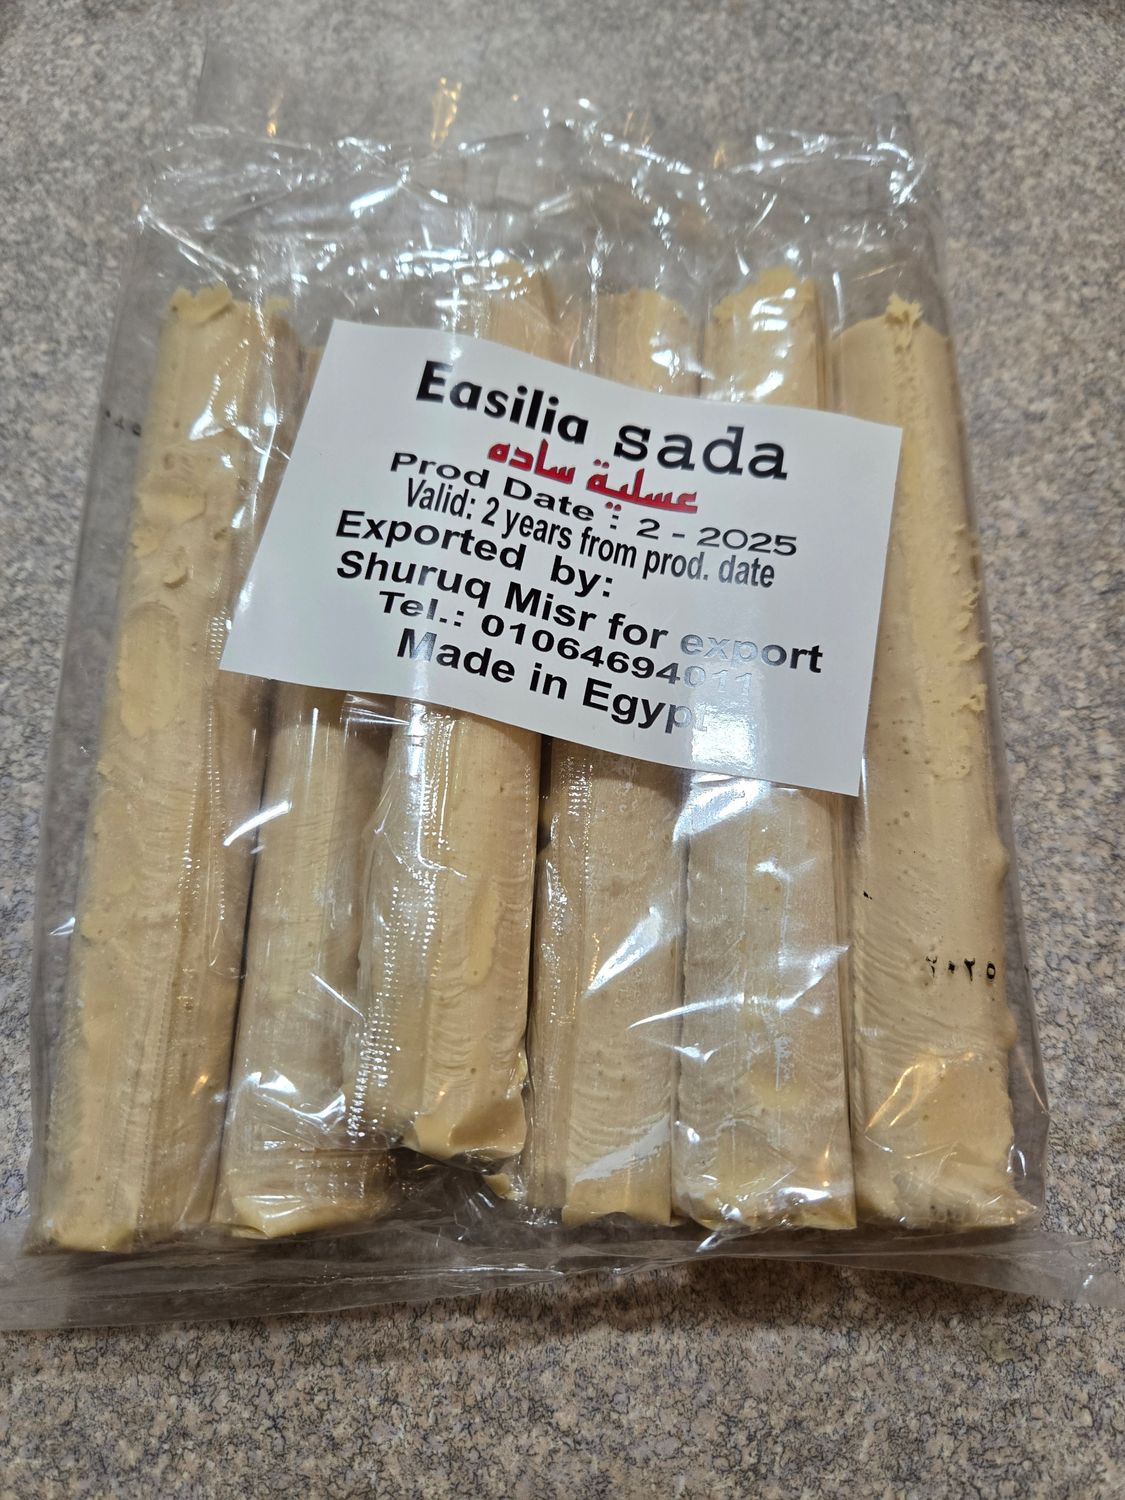 Easilia sada
عسلية ساده
Prod Date : 2 - 2025
Valid: 2 years from prod. date
Exported by:
Shuruq Misr for export
Tel.: 01064694011
Made in Egypt
٢٠٢٥